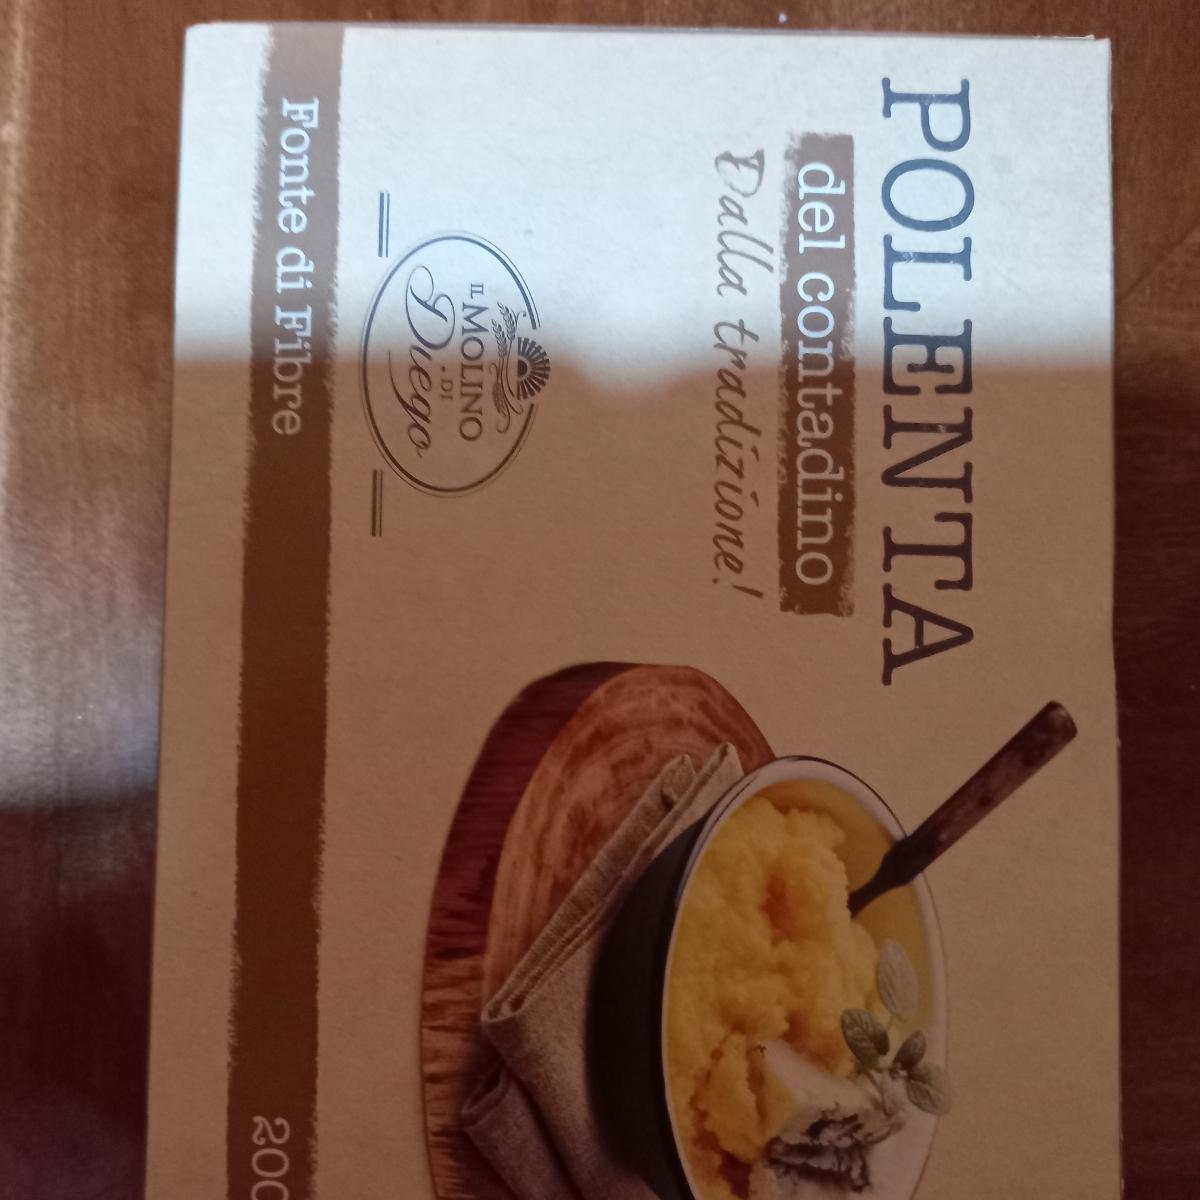 POLENTA
del contadino
Dalla tradizione!
IL MOLINO
- DI -
Diego
Fonte di Fibre